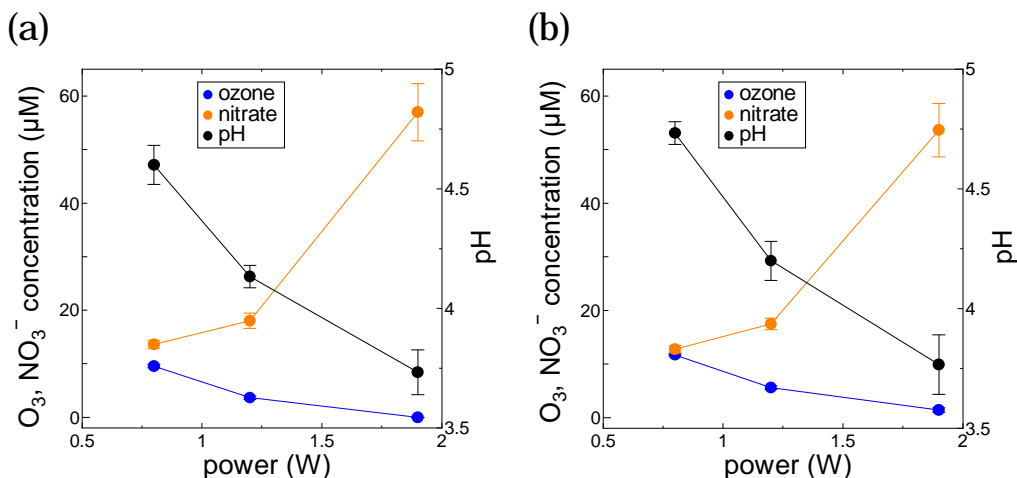 (a)
O₃, NO₃⁻ concentration (µM)
60
40
20
0
ozone
nitrate
pH
5
4.5
4
3.5
pH
0.5
1
1.5
2
power (W)
(b)
O₃, NO₃⁻ concentration (µM)
60
40
20
0
ozone
nitrate
pH
5
4.5
4
3.5
pH
0.5
1
1.5
2
power (W)